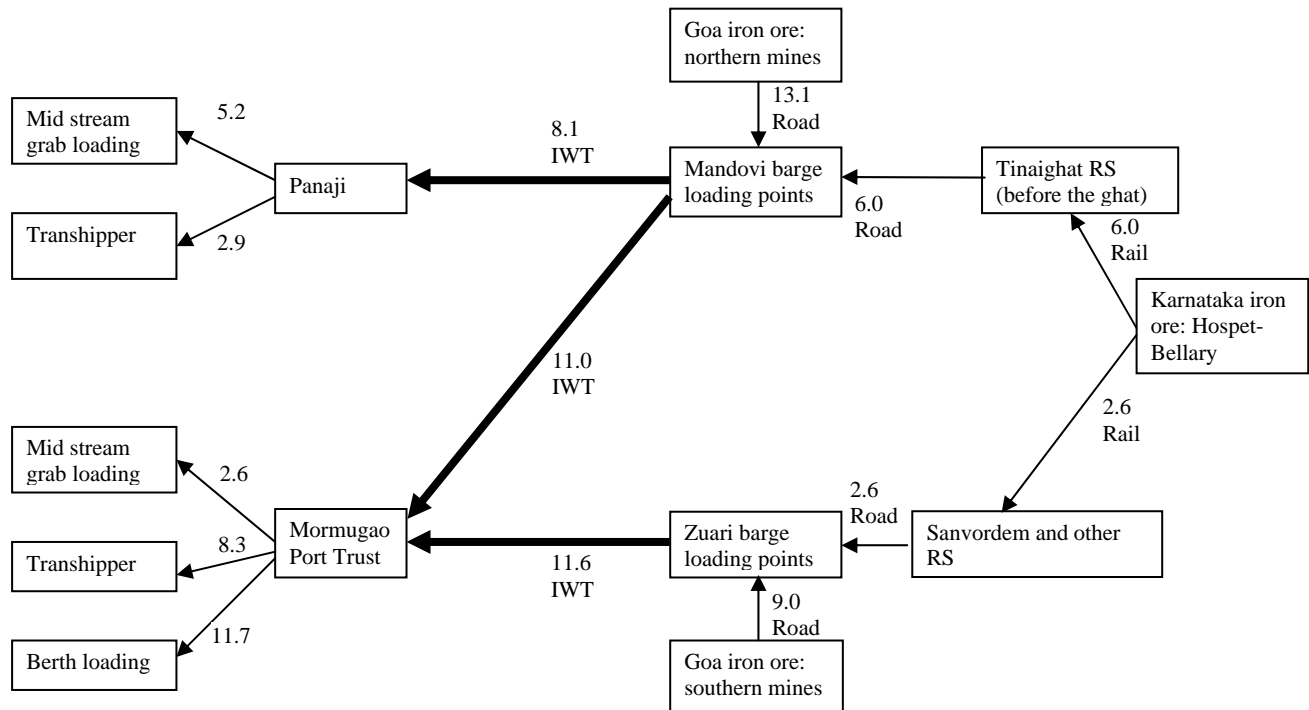 Goa iron ore:
northern mines
13.1
Road
Mid stream
grab loading
5.2
8.1
IWT
Panaji
Mandovi barge
loading points
Tinaighat RS
(before the ghat)
6.0
Road
6.0
Rail
Transhipper
2.9
Karnataka iron
ore: Hospet-
Bellary
11.0
IWT
2.6
Rail
Mid stream
grab loading
2.6
2.6
Road
Mormugao
Port Trust
Zuari barge
loading points
Sanvordem and other
RS
Transhipper
8.3
11.6
IWT
9.0
Road
11.7
Berth loading
Goa iron ore:
southern mines